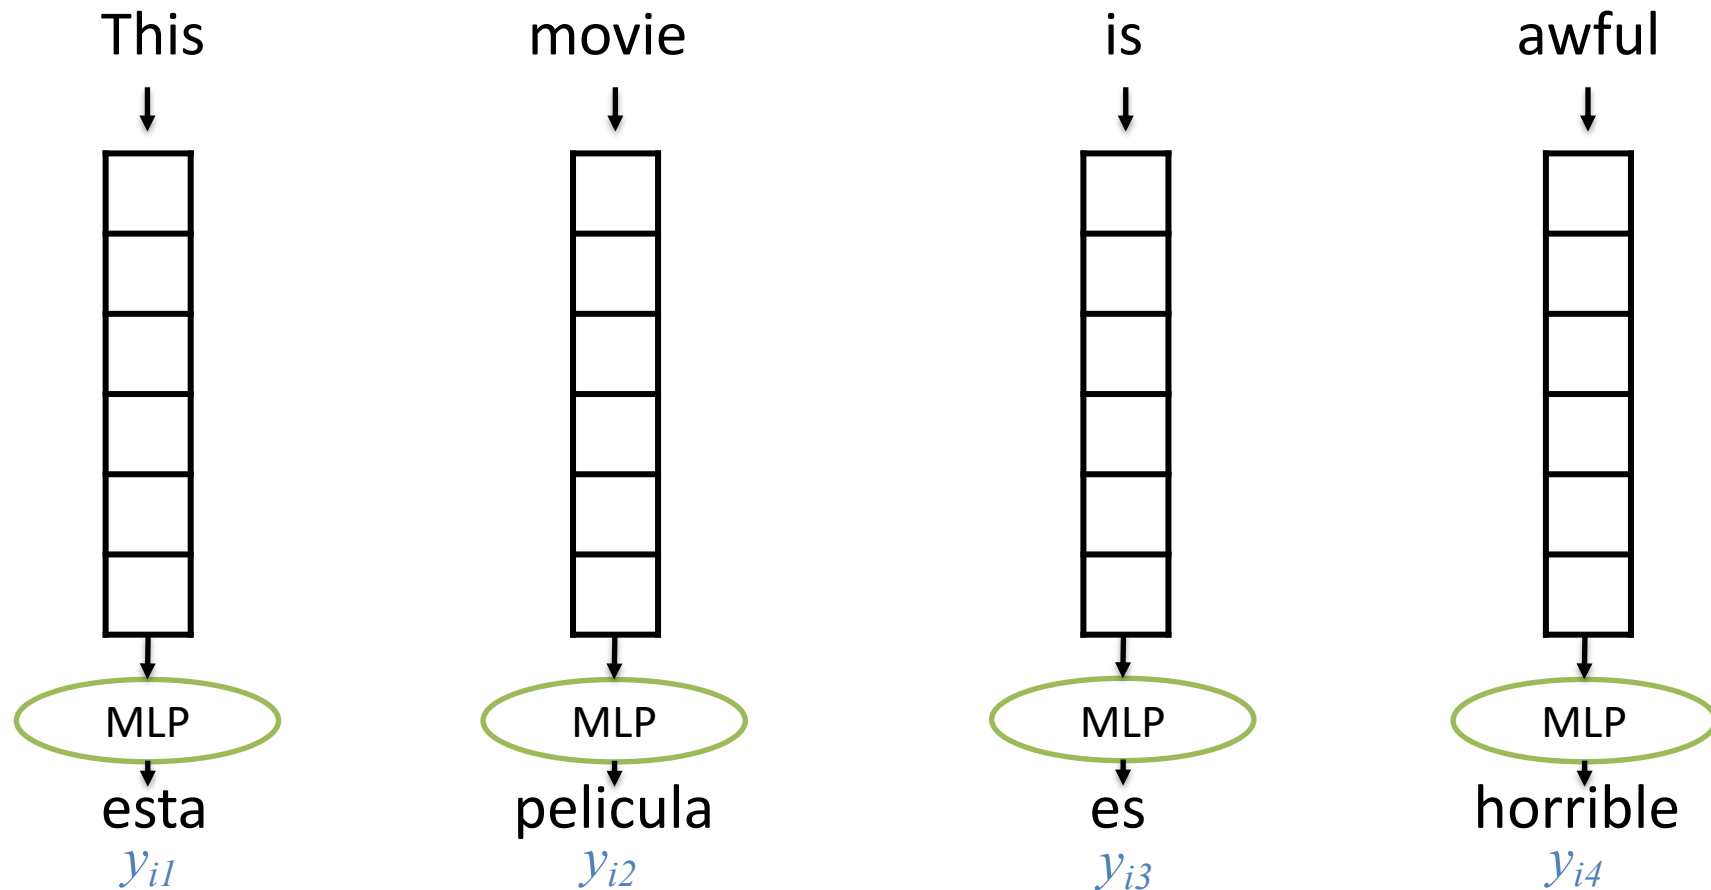 This movie is awful
MLP MLP MLP MLP
esta pelicula es horrible
yi1 yi2 yi3 yi4